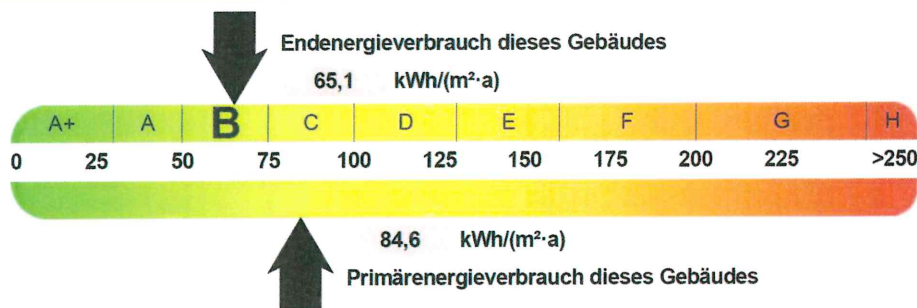 Endenergieverbrauch dieses Gebäudes
65,1 kWh/(m²·a)
A+ A B C D E F G H
0 25 50 75 100 125 150 175 200 225 >250
84,6 kWh/(m²·a)
Primärenergieverbrauch dieses Gebäudes